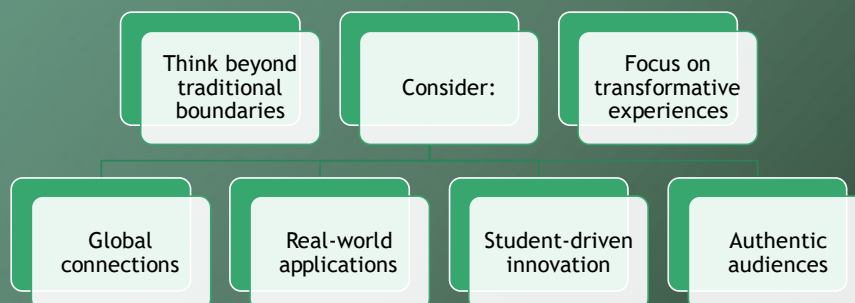 Think beyond
traditional
boundaries
Consider:
Focus on
transformative
experiences
Global
connections
Real-world
applications
Student-driven
innovation
Authentic
audiences